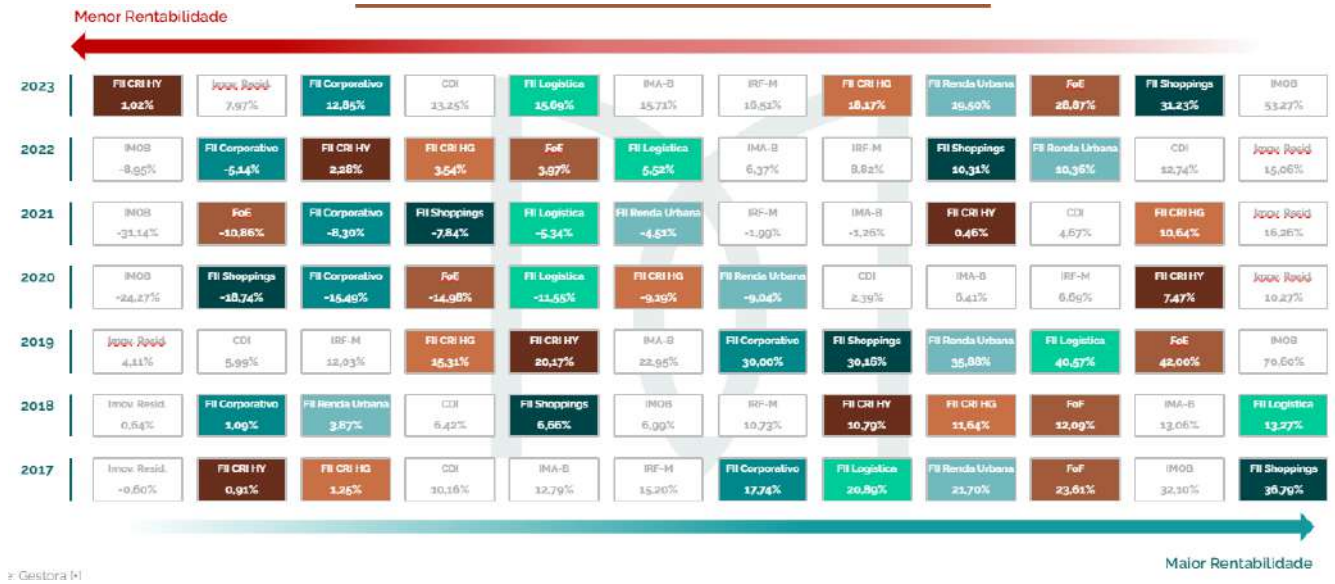 Menor Rentabilidade
2023 FII CRI HY Imov. Resid. FII Corporativo CDI FII Logística IMA-B IRF-M FII CRI HG FII Renda Urbana FoF FII Shoppings IMOB
1,02% 7,97% 12,85% 13,25% 15,69% 15,71% 16,51% 18,17% 19,50% 28,87% 31,23% 53,27%
2022 IMOB FII Corporativo FII CRI HY FII CRI HG FoF FII Logística IMA-B IRF-M FII Shoppings FII Renda Urbana CDI Imov. Resid.
-8,95% -5,14% 2,28% 3,54% 3,97% 5,52% 6,37% 8,82% 10,31% 10,36% 12,74% 15,06%
2021 IMOB FoF FII Corporativo FII Shoppings FII Logística FII Renda Urbana IRF-M IMA-B FII CRI HY CDI FII CRI HG Imov. Resid.
-31,14% -10,86% -8,30% -7,84% -5,34% -4,51% -1,99% -1,26% 0,46% 4,67% 10,64% 16,26%
2020 IMOB FII Shoppings FII Corporativo FoF FII Logística FII CRI HG FII Renda Urbana CDI IMA-B IRF-M FII CRI HY Imov. Resid.
-24,27% -18,74% -15,49% -14,98% -11,55% -9,19% -9,04% 2,39% 6,41% 6,69% 7,47% 10,27%
2019 Imov. Resid. CDI IRF-M FII CRI HG FII CRI HY IMA-B FII Corporativo FII Shoppings FII Renda Urbana FII Logística FoF IMOB
4,11% 5,99% 12,03% 15,31% 20,17% 22,95% 30,00% 30,16% 35,88% 40,57% 42,00% 70,60%
2018 Imov. Resid. FII Corporativo FII Renda Urbana CDI FII Shoppings IMOB IRF-M FII CRI HY FII CRI HG FoF IMA-B FII Logística
0,64% 1,09% 3,87% 6,42% 6,66% 6,99% 10,73% 10,79% 11,64% 12,09% 13,06% 13,27%
2017 Imov. Resid. FII CRI HY FII CRI HG CDI IMA-B IRF-M FII Corporativo FII Logística FII Renda Urbana FoF IMOB FII Shoppings
-0,60% 0,91% 1,25% 10,16% 12,79% 15,20% 17,74% 20,89% 21,70% 23,61% 32,10% 36,79%
Maior Rentabilidade
e: Gestora [•]